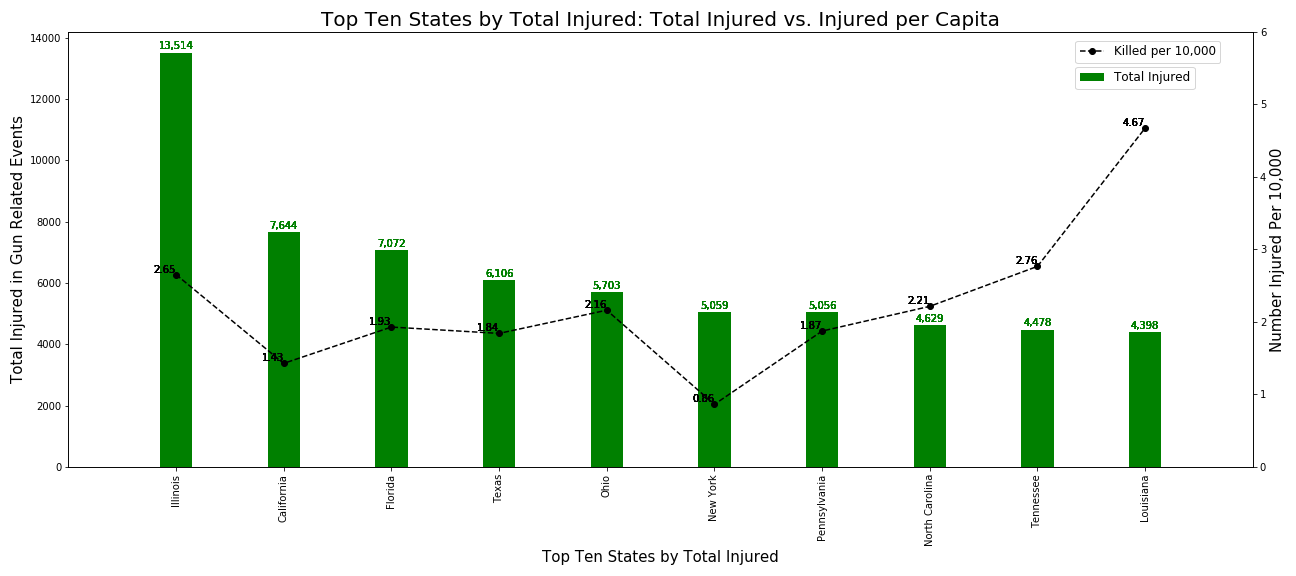 Top Ten States by Total Injured: Total Injured vs. Injured per Capita
Total Injured in Gun Related Events
14000
12000
10000
8000
6000
4000
2000
0
13,514
7,644
7,072
6,106
5,703
5,059
5,056
4,629
4,478
4,398
2.65
1.43
1.93
1.84
2.16
1.87
2.21
2.76
4.67
Killed per 10,000
Total Injured
6
5
4
3
2
1
0
Number Injured Per 10,000
Illinois
California
Florida
Texas
Ohio
New York
Pennsylvania
North Carolina
Tennessee
Louisiana
Top Ten States by Total Injured